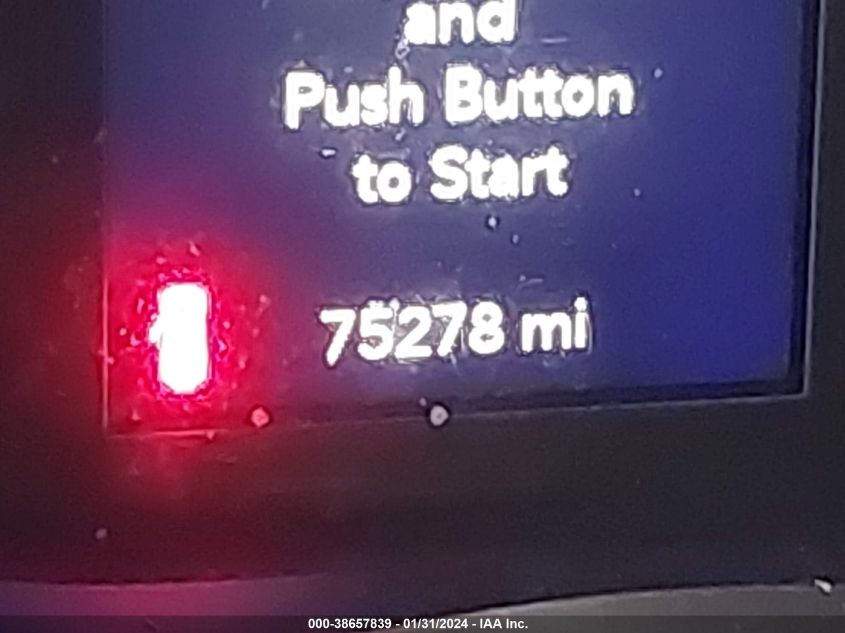 and
Push Button
to Start
75278 mi
000-38657839 - 01/31/2024 - IAA Inc.